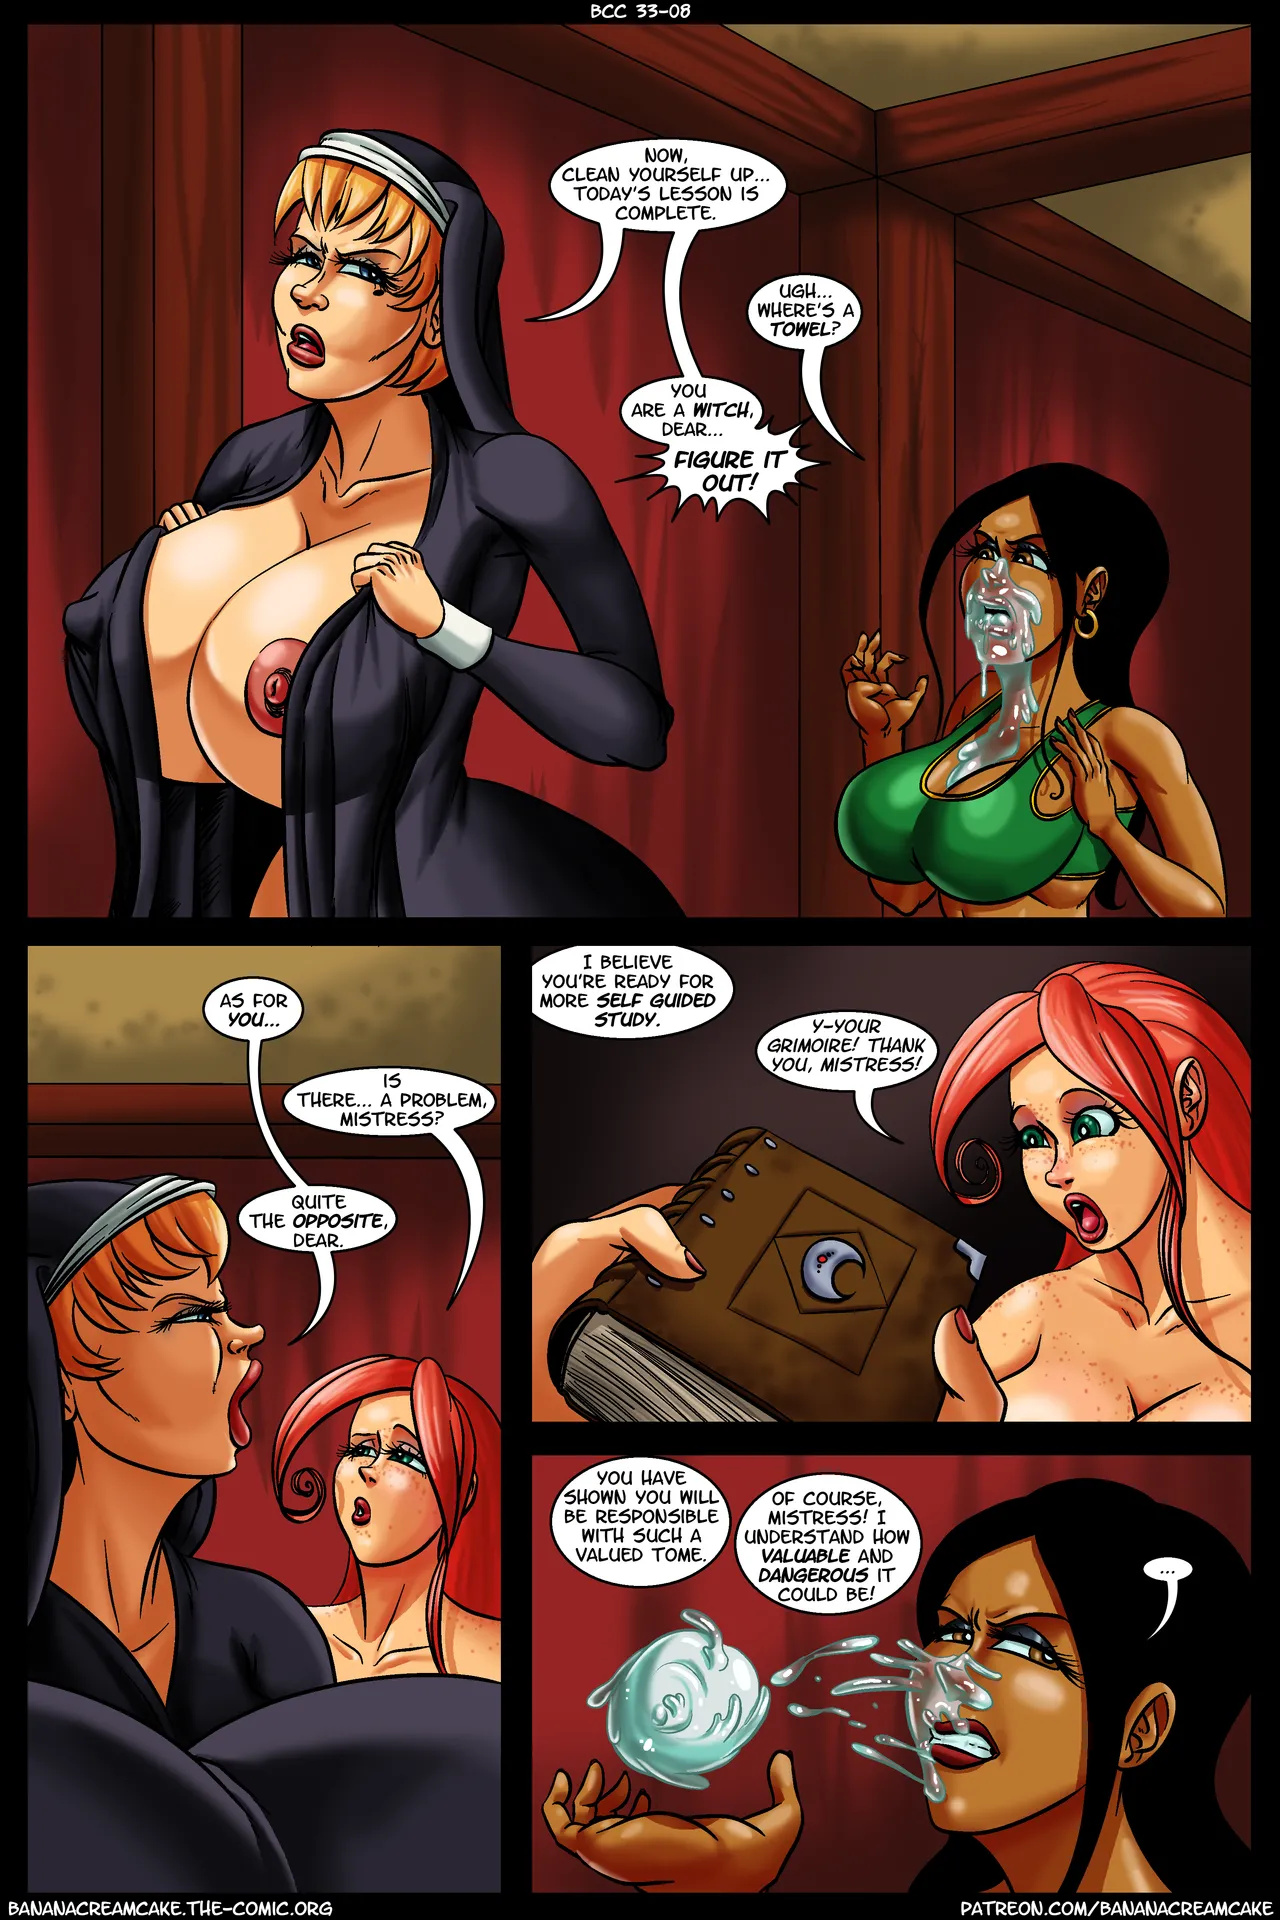 BCC 33-08
NOW,
CLEAN YOURSELF UP...
TODAY'S LESSON IS
COMPLETE.
UGH...
WHERE'S A
TOWEL?
YOU
ARE A WITCH,
DEAR...
FIGURE IT
OUT!
AS FOR
YOU...
IS
THERE... A PROBLEM,
MISTRESS?
QUITE
THE OPPOSITE,
DEAR.
I BELIEVE
YOU'RE READY FOR
MORE SELF GUIDED
STUDY.
Y-YOUR
GRIMOIRE! THANK
YOU, MISTRESS!
YOU HAVE
SHOWN YOU WILL
BE RESPONSIBLE
WITH SUCH A
VALUED TOME.
OF COURSE,
MISTRESS! I
UNDERSTAND HOW
VALUABLE AND
DANGEROUS IT
COULD BE!
...
BANANACREAMCAKE.THE-COMIC.ORG
PATREON.COM/BANANACREAMCAKE